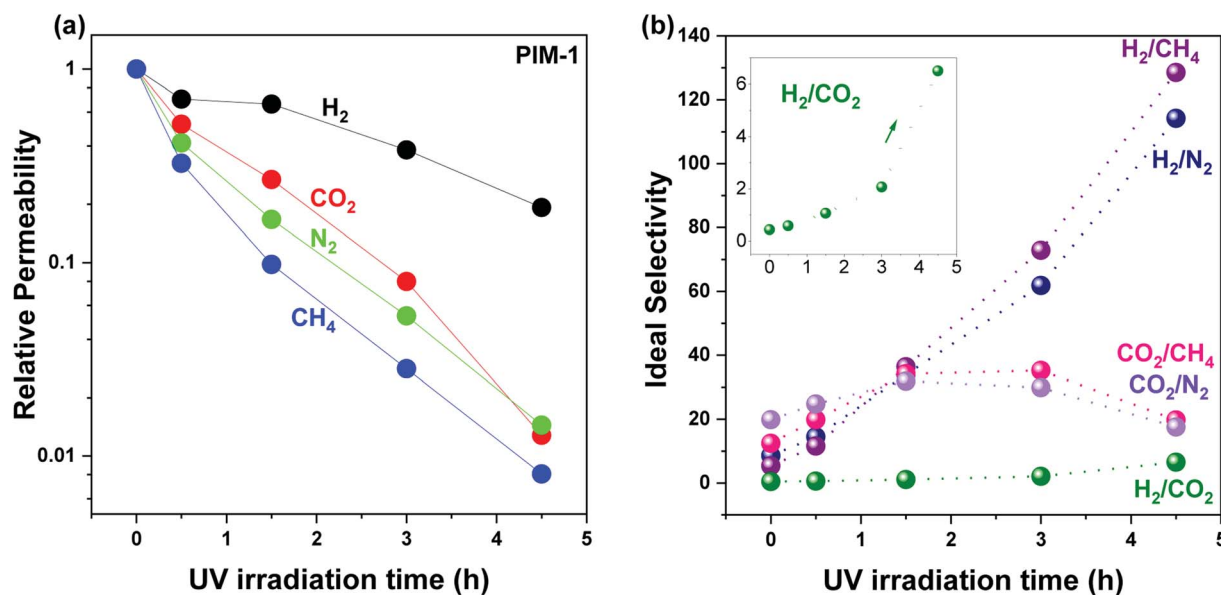 (a)
PIM-1
1
0.1
0.01
H₂
CO₂
N₂
CH₄
Relative Permeability
0 1 2 3 4 5
UV irradiation time (h)
(b)
140
120
100
80
60
40
20
0
H₂/CH₄
H₂/N₂
CO₂/CH₄
CO₂/N₂
H₂/CO₂
H₂/CO₂
6
4
2
0
0 1 2 3 4 5
Ideal Selectivity
0 1 2 3 4 5
UV irradiation time (h)